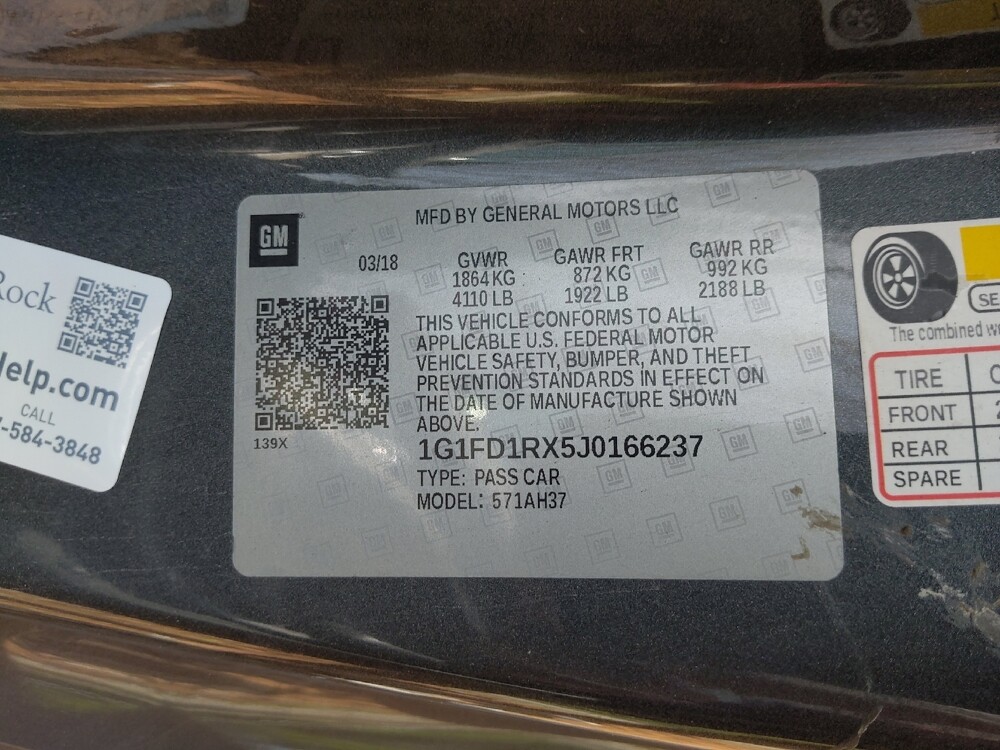 GM
MFD BY GENERAL MOTORS LLC
03/18
GVWR
1864 KG
4110 LB
GAWR FRT
872 KG
1922 LB
GAWR RR
992 KG
2188 LB
THIS VEHICLE CONFORMS TO ALL
APPLICABLE U.S. FEDERAL MOTOR
VEHICLE SAFETY, BUMPER, AND THEFT
PREVENTION STANDARDS IN EFFECT ON
THE DATE OF MANUFACTURE SHOWN
ABOVE.
139X
1G1FD1RX5J0166237
TYPE: PASS CAR
MODEL: 571AH37
Rock
elp.com
CALL
-584-3848
SE
The combined
TIRE
FRONT
REAR
SPARE